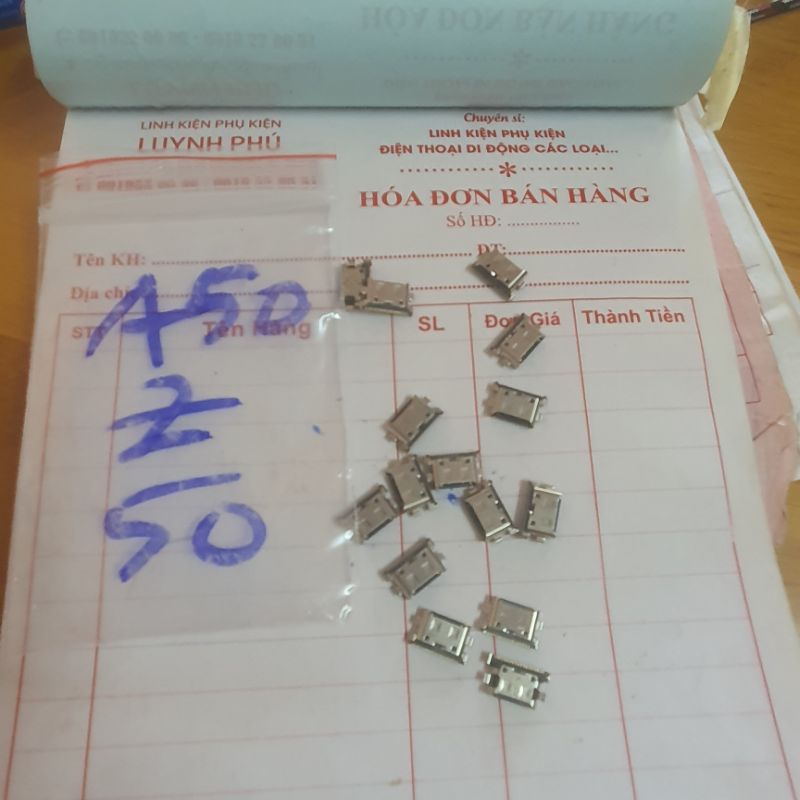 LINH KIỆN PHỤ KIỆN
LUYNH PHÚ
Chuyên sỉ:
LINH KIỆN PHỤ KIỆN
ĐIỆN THOẠI DI ĐỘNG CÁC LOẠI...
HÓA ĐƠN BÁN HÀNG
Số HĐ: ................
Tên KH: ... ĐT: ...
Địa chỉ
STT Tên Hàng SL Đơn Giá Thành Tiền
A50
Z
50
HÓA ĐƠN BÁN HÀNG